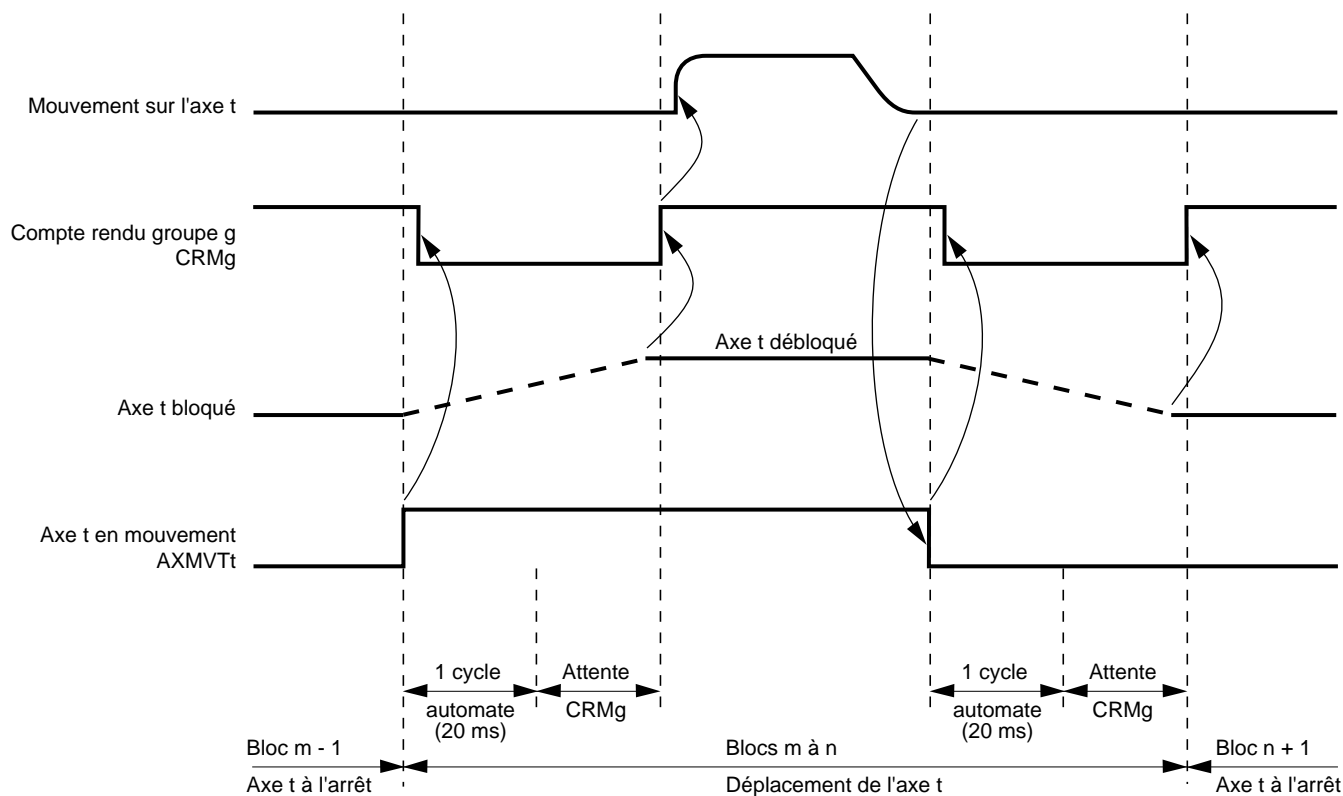 Mouvement sur l'axe t
Compte rendu groupe g
CRMg
Axe t débloqué
Axe t bloqué
Axe t en mouvement
AXMVTt
1 cycle
automate
(20 ms)
Attente
CRMg
1 cycle
automate
(20 ms)
Attente
CRMg
Bloc m - 1
Axe t à l'arrêt
Blocs m à n
Déplacement de l'axe t
Bloc n + 1
Axe t à l'arrêt